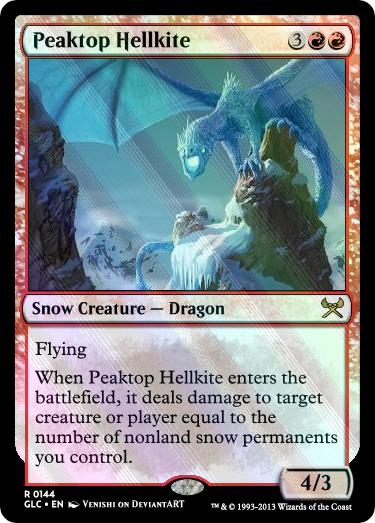 Peaktop Hellkite 3
Snow Creature — Dragon
Flying
When Peaktop Hellkite enters the
battlefield, it deals damage to target
creature or player equal to the
number of nonland snow permanents
you control.
4/3
R 0144
GLC • EN Venishi on DeviantArt
™ & © 1993-2013 Wizards of the Coast